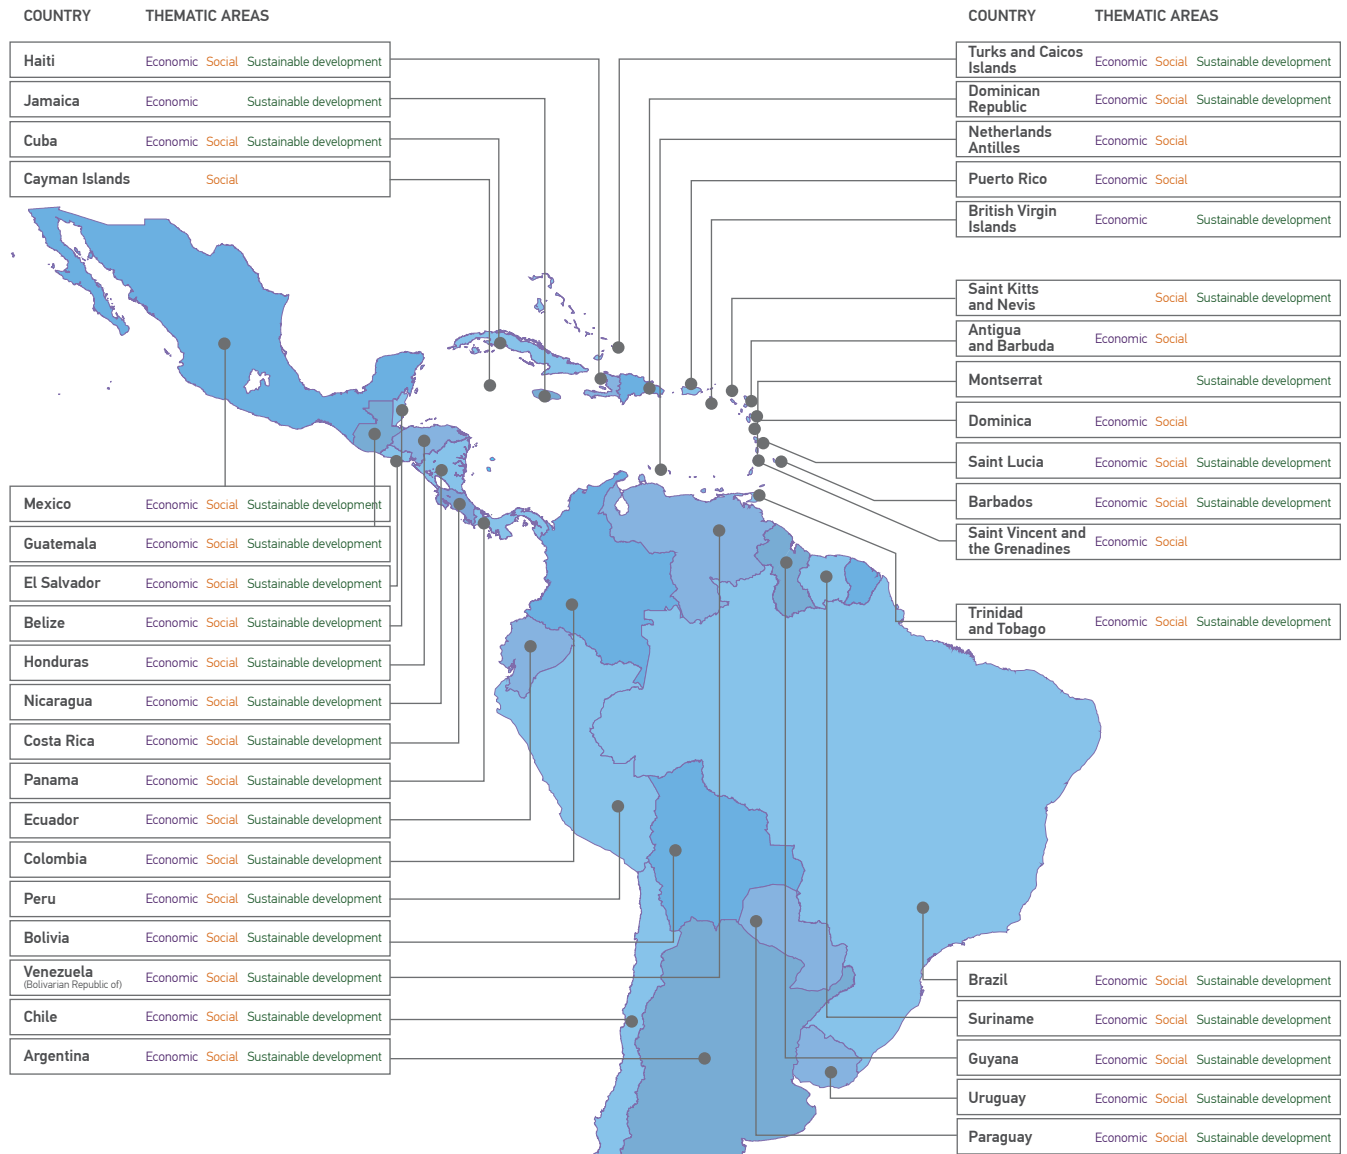 COUNTRY THEMATIC AREAS
Haiti Economic Social Sustainable development
Jamaica Economic Sustainable development
Cuba Economic Social Sustainable development
Cayman Islands Social
Mexico Economic Social Sustainable development
Guatemala Economic Social Sustainable development
El Salvador Economic Social Sustainable development
Belize Economic Social Sustainable development
Honduras Economic Social Sustainable development
Nicaragua Economic Social Sustainable development
Costa Rica Economic Social Sustainable development
Panama Economic Social Sustainable development
Ecuador Economic Social Sustainable development
Colombia Economic Social Sustainable development
Peru Economic Social Sustainable development
Bolivia Economic Social Sustainable development
Venezuela
(Bolivarian Republic of) Economic Social Sustainable development
Chile Economic Social Sustainable development
Argentina Economic Social Sustainable development
COUNTRY THEMATIC AREAS
Turks and Caicos
Islands Economic Social Sustainable development
Dominican
Republic Economic Social Sustainable development
Netherlands
Antilles Economic Social
Puerto Rico Economic Social
British Virgin
Islands Economic Sustainable development
Saint Kitts
and Nevis Social Sustainable development
Antigua
and Barbuda Economic Social
Montserrat Sustainable development
Dominica Economic Social
Saint Lucia Economic Social Sustainable development
Barbados Economic Social Sustainable development
Saint Vincent and
the Grenadines Economic Social
Trinidad
and Tobago Economic Social Sustainable development
Brazil Economic Social Sustainable development
Suriname Economic Social Sustainable development
Guyana Economic Social Sustainable development
Uruguay Economic Social Sustainable development
Paraguay Economic Social Sustainable development